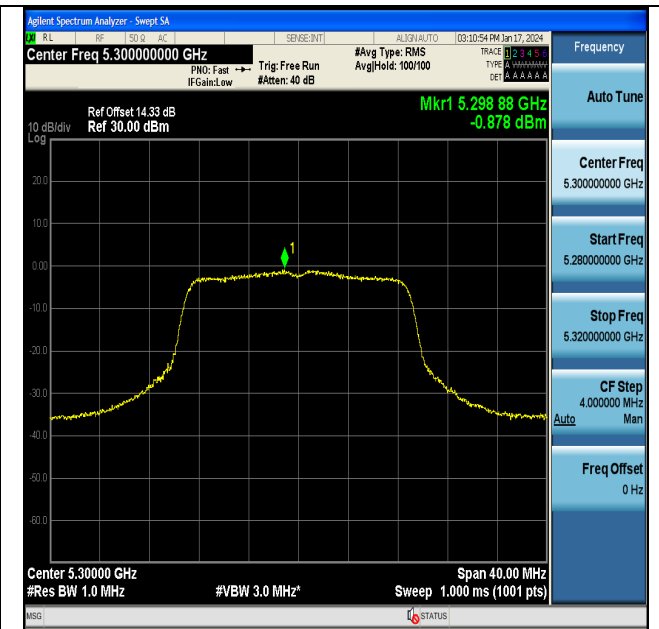 Agilent Spectrum Analyzer - Swept SA
LXI RL RF 50 Ω AC SENSE:INT ALIGN AUTO 03:10:54 PM Jan 17, 2024
Center Freq 5.300000000 GHz
PNO: Fast
IFGain:Low
Trig: Free Run
#Atten: 40 dB
#Avg Type: RMS
Avg|Hold: 100/100
TRACE 1 2 3 4 5 6
TYPE A WWWWW
DET A A A A A A
Ref Offset 14.33 dB
Ref 30.00 dBm
10 dB/div
Log
Mkr1 5.298 88 GHz
-0.878 dBm
20.0
10.0
0.00
-10.0
-20.0
-30.0
-40.0
-50.0
-60.0
1
Center 5.30000 GHz
Span 40.00 MHz
#Res BW 1.0 MHz
#VBW 3.0 MHz*
Sweep 1.000 ms (1001 pts)
MSG
STATUS
Frequency
Auto Tune
Center Freq
5.300000000 GHz
Start Freq
5.280000000 GHz
Stop Freq
5.320000000 GHz
CF Step
4.000000 MHz
Auto Man
Freq Offset
0 Hz